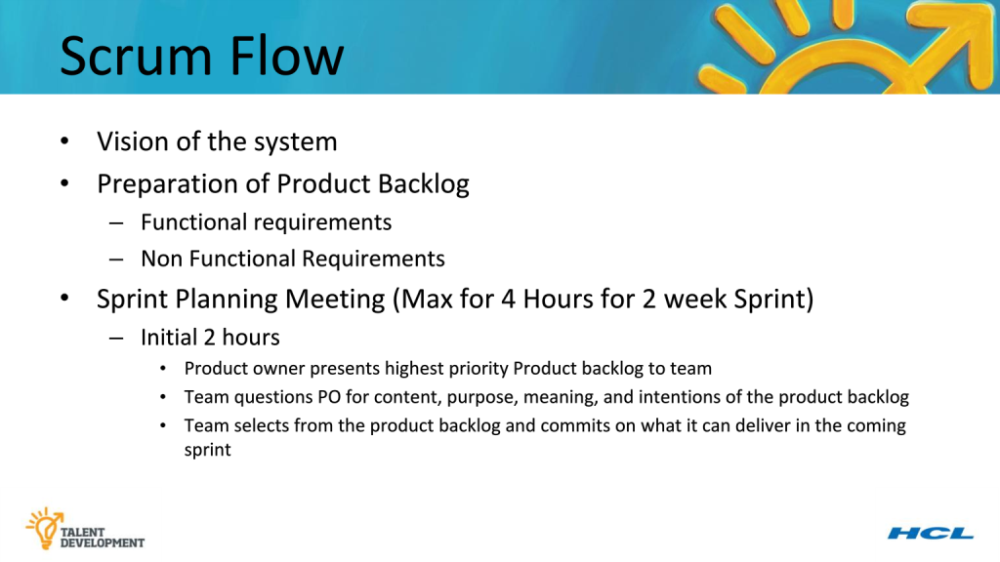 Scrum Flow
• Vision of the system
• Preparation of Product Backlog
– Functional requirements
– Non Functional Requirements
• Sprint Planning Meeting (Max for 4 Hours for 2 week Sprint)
– Initial 2 hours
• Product owner presents highest priority Product backlog to team
• Team questions PO for content, purpose, meaning, and intentions of the product backlog
• Team selects from the product backlog and commits on what it can deliver in the coming
sprint
TALENT
DEVELOPMENT
HCL